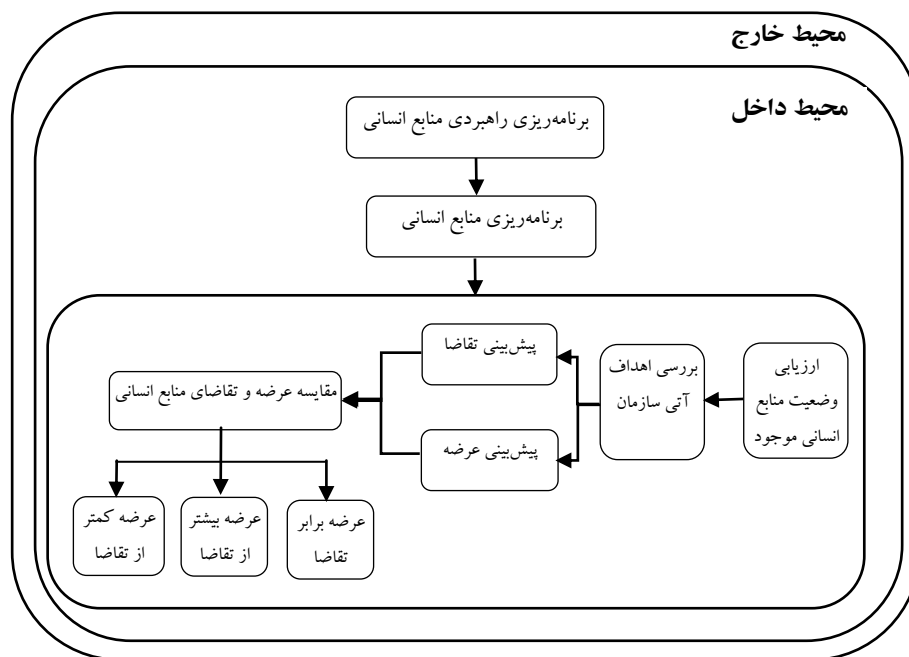 محیط خارج
محیط داخل
برنامه‌ریزی راهبردی منابع انسانی
برنامه‌ریزی منابع انسانی
ارزیابی
وضعیت منابع
انسانی موجود
بررسی اهداف
آتی سازمان
پیش‌بینی تقاضا
پیش‌بینی عرضه
مقایسه عرضه و تقاضای منابع انسانی
عرضه برابر
تقاضا
عرضه بیشتر
از تقاضا
عرضه کمتر
از تقاضا